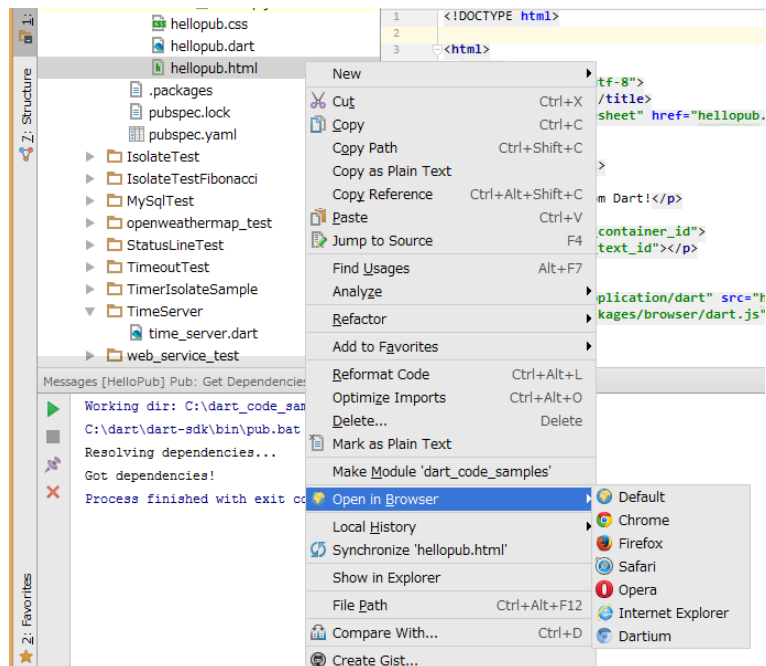 1:
Z: Structure
2: Favorites
hellopub.css
hellopub.dart
hellopub.html
.packages
pubspec.lock
pubspec.yaml
IsolateTest
IsolateTestFibonacci
MySqlTest
openweathermap_test
StatusLineTest
TimeoutTest
TimerIsolateSample
TimeServer
time_server.dart
web_service_test
1 <!DOCTYPE html>
2
3 <html>
tf-8">
/title>
sheet" href="hellopub.
>
m Dart!</p>
container_id">
text_id"></p>
plication/dart" src="h
kages/browser/dart.js"
Messages [HelloPub] Pub: Get Dependencies
Working dir: C:\dart_code_sam
C:\dart\dart-sdk\bin\pub.bat
Resolving dependencies...
Got dependencies!
Process finished with exit co
New
Cut Ctrl+X
Copy Ctrl+C
Copy Path Ctrl+Shift+C
Copy as Plain Text
Copy Reference Ctrl+Alt+Shift+C
Paste Ctrl+V
Jump to Source F4
Find Usages Alt+F7
Analyze
Refactor
Add to Favorites
Reformat Code Ctrl+Alt+L
Optimize Imports Ctrl+Alt+O
Delete... Delete
Mark as Plain Text
Make Module 'dart_code_samples'
Open in Browser
Local History
Synchronize 'hellopub.html'
Show in Explorer
File Path Ctrl+Alt+F12
Compare With... Ctrl+D
Create Gist...
Default
Chrome
Firefox
Safari
Opera
Internet Explorer
Dartium